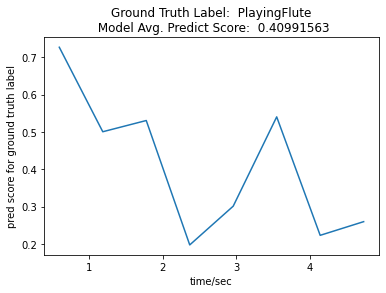 Ground Truth Label:  PlayingFlute
Model Avg. Predict Score:  0.40991563
pred score for ground truth label
0.7
0.6
0.5
0.4
0.3
0.2
1 2 3 4
time/sec